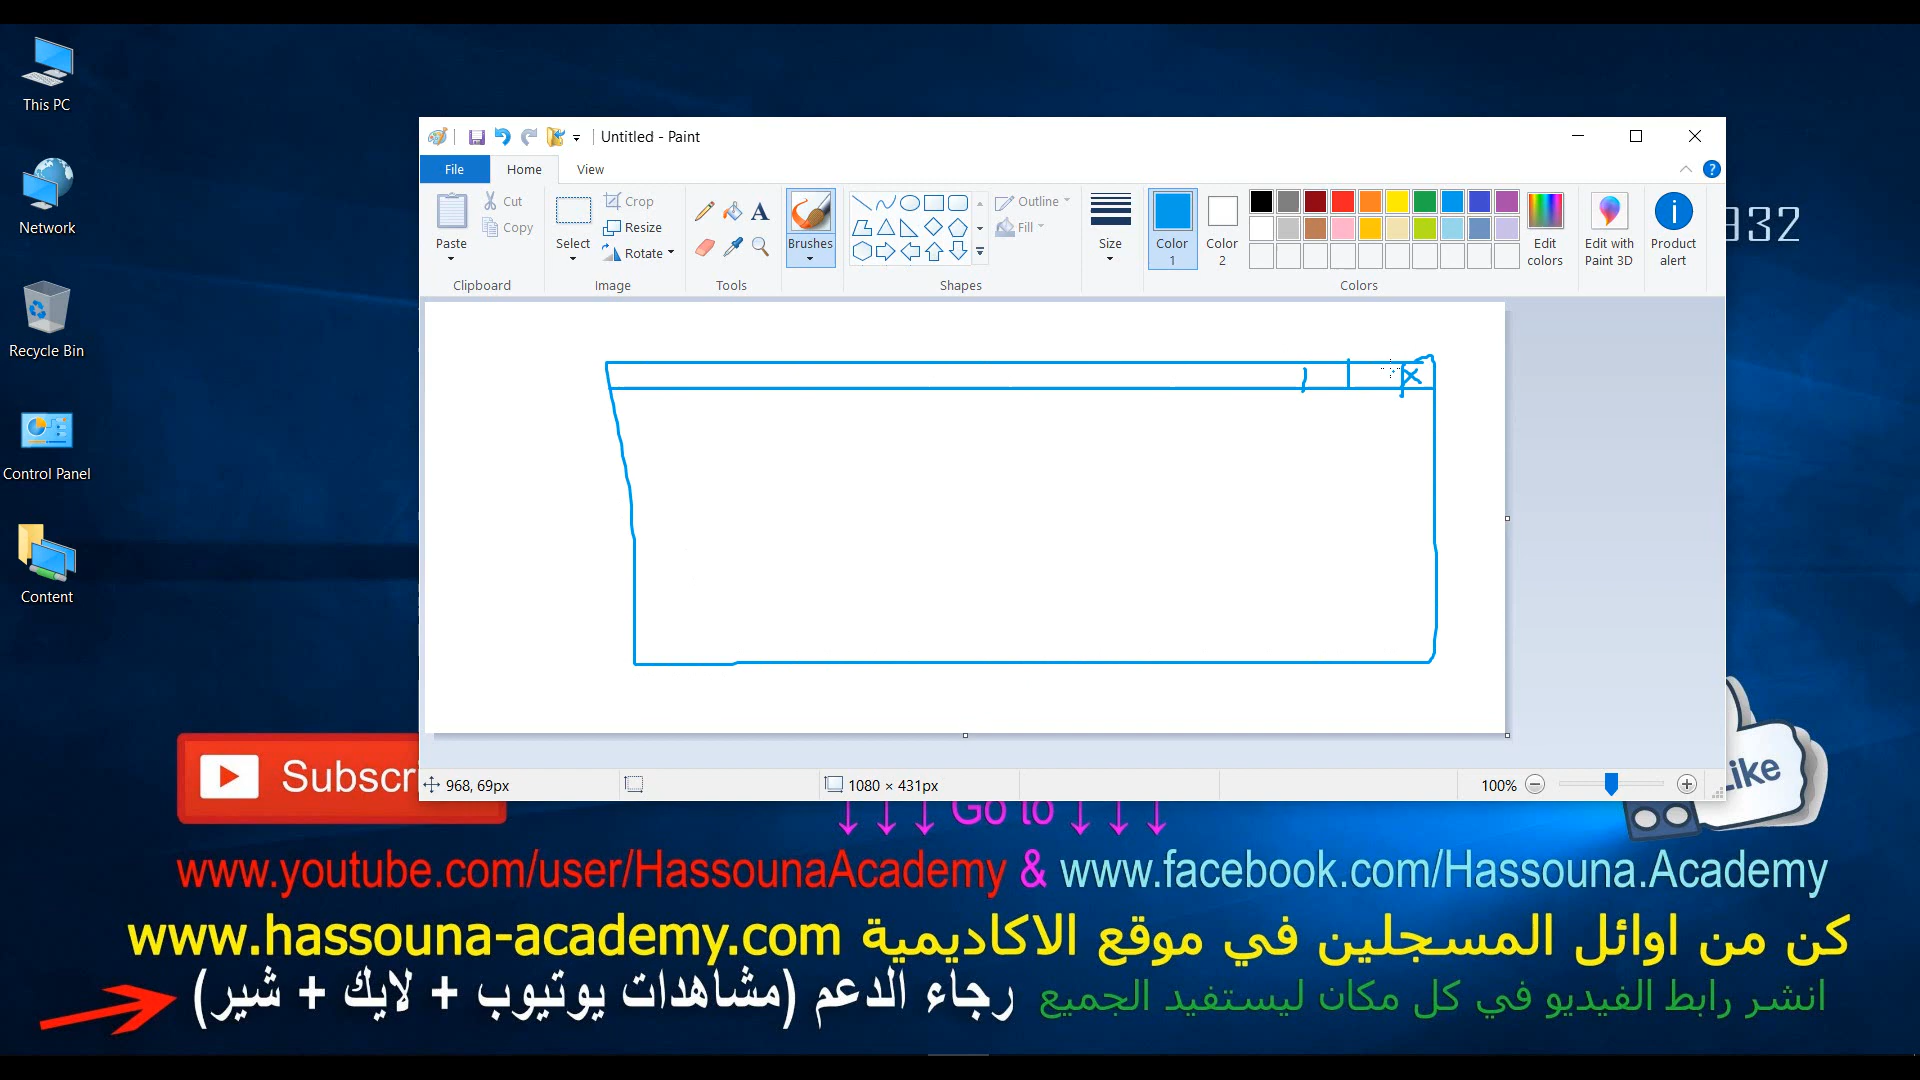 This PC
Network
Recycle Bin
Control Panel
Content
Untitled - Paint
File
Home
View
Paste
Cut
Copy
Clipboard
Select
Crop
Resize
Rotate
Image
Tools
Brushes
Outline
Fill
Shapes
Size
Color 1
Color 2
Edit colors
Colors
Edit with Paint 3D
Product alert
932
968, 69px
1080 × 431px
100%
Subscri
Like
↓ ↓ ↓ Go to ↓ ↓ ↓
www.youtube.com/user/HassounaAcademy & www.facebook.com/Hassouna.Academy
كن من اوائل المسجلين في موقع الاكاديمية www.hassouna-academy.com
انشر رابط الفيديو في كل مكان ليستفيد الجميع رجاء الدعم (مشاهدات يوتيوب + لايك + شير)